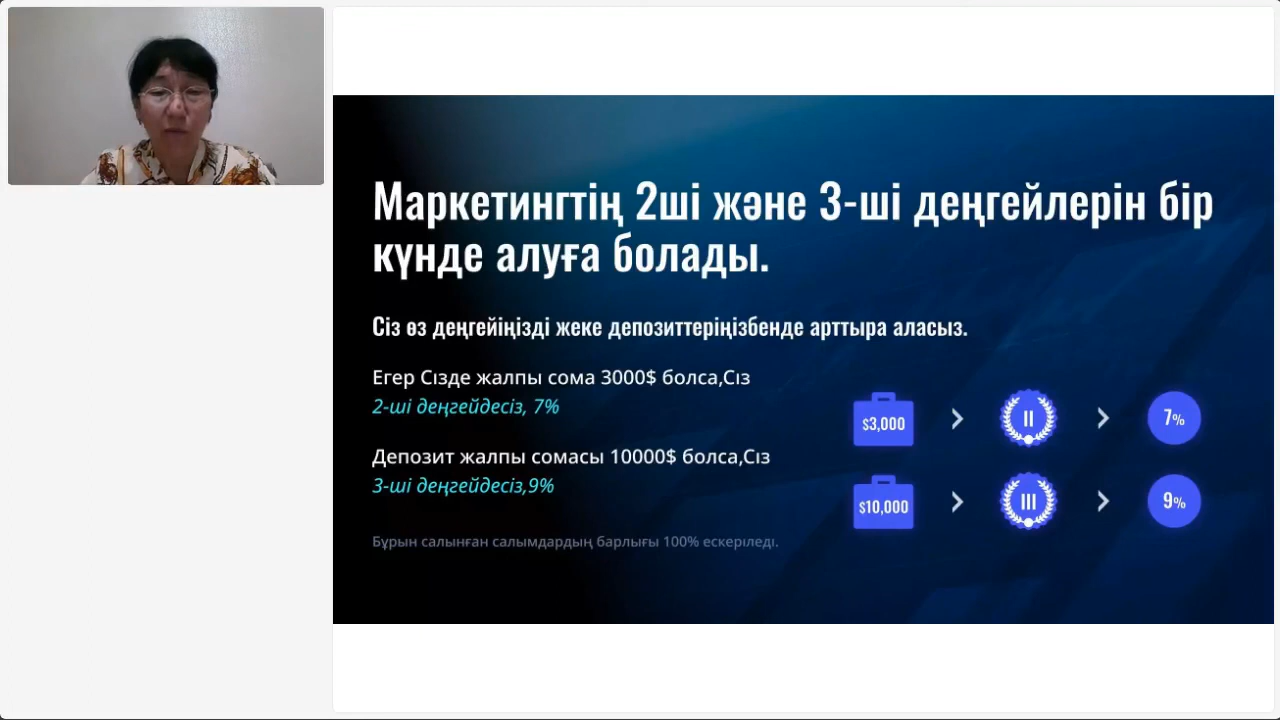 Маркетингтің 2ші және 3-ші деңгейлерін бір
күнде алуға болады.
Сіз өз деңгейіңізді жеке депозиттеріңізбенде арттыра аласыз.
Егер Сізде жалпы сома 3000$ болса,Сіз
2-ші деңгейдесіз, 7%
Депозит жалпы сомасы 10000$ болса,Сіз
3-ші деңгейдесіз,9%
Бұрын салынған салымдардың барлығы 100% ескеріледі.
$3,000
II
7%
$10,000
III
9%